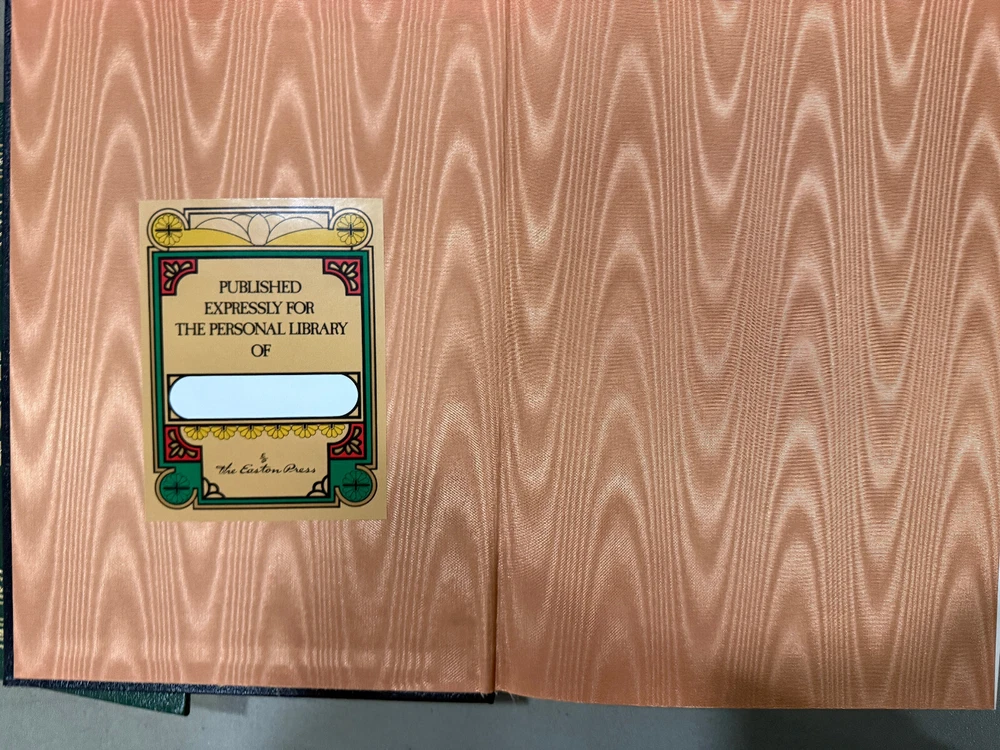 PUBLISHED
EXPRESSLY FOR
THE PERSONAL LIBRARY
OF
By
The Easton Press